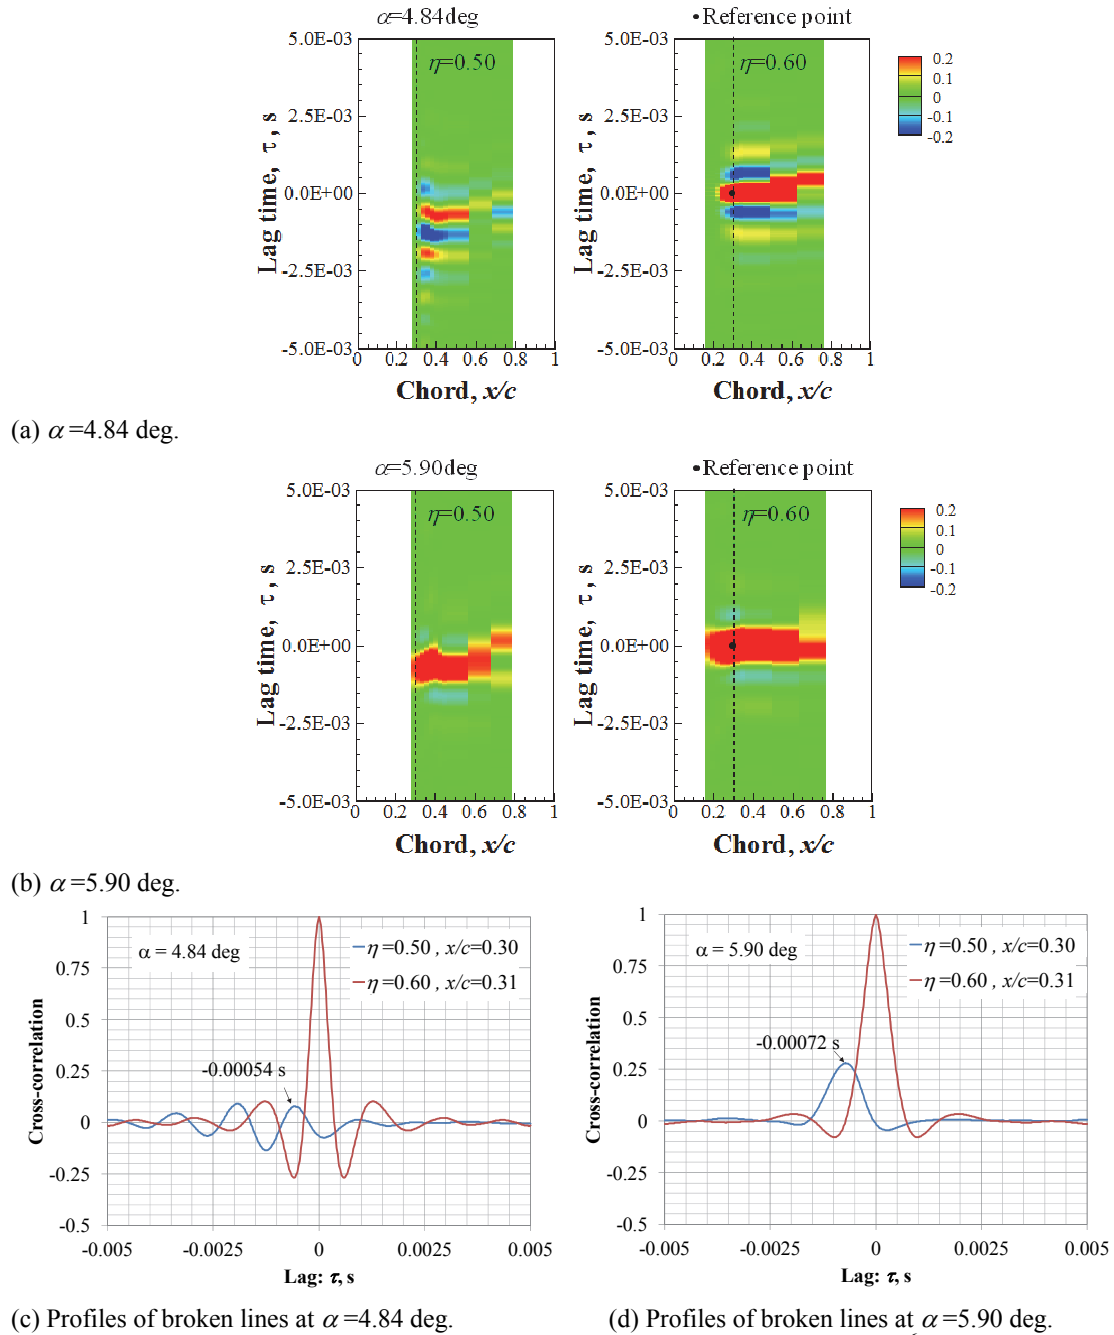 α=4.84deg
•Reference point
5.0E-03
2.5E-03
0.0E+00
-2.5E-03
-5.0E-03
Lag time, τ, s
η=0.50
0 0.2 0.4 0.6 0.8 1
Chord, x/c
5.0E-03
2.5E-03
0.0E+00
-2.5E-03
-5.0E-03
Lag time, τ, s
η=0.60
0 0.2 0.4 0.6 0.8 1
Chord, x/c
0.2
0.1
0
-0.1
-0.2
(a) α=4.84 deg.
α=5.90deg
•Reference point
5.0E-03
2.5E-03
0.0E+00
-2.5E-03
-5.0E-03
Lag time, τ, s
η=0.50
0 0.2 0.4 0.6 0.8 1
Chord, x/c
5.0E-03
2.5E-03
0.0E+00
-2.5E-03
-5.0E-03
Lag time, τ, s
η=0.60
0 0.2 0.4 0.6 0.8 1
Chord, x/c
0.2
0.1
0
-0.1
-0.2
(b) α=5.90 deg.
1
0.75
0.5
0.25
0
-0.25
-0.5
Cross-correlation
α = 4.84 deg
η=0.50 , x/c=0.30
η=0.60 , x/c=0.31
-0.00054 s
-0.005 -0.0025 0 0.0025 0.005
Lag: τ, s
(c) Profiles of broken lines at α=4.84 deg.
1
0.75
0.5
0.25
0
-0.25
-0.5
Cross-correlation
α = 5.90 deg
η=0.50 , x/c=0.30
η=0.60 , x/c=0.31
-0.00072 s
-0.005 -0.0025 0 0.0025 0.005
Lag: τ, s
(d) Profiles of broken lines at α=5.90 deg.